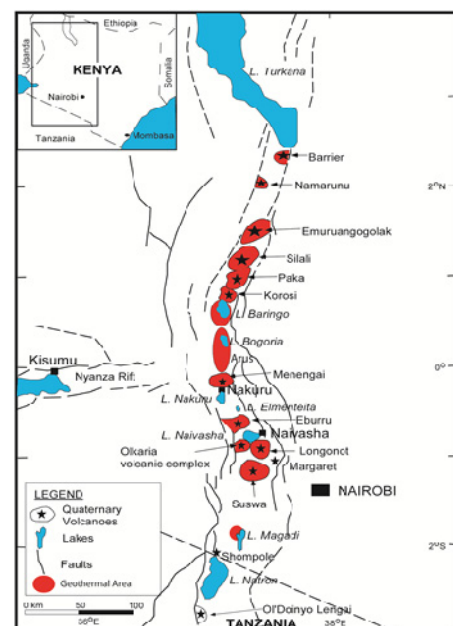 Ethiopia
Uganda
KENYA
Somalia
Nairobi
Tanzania
Mombasa
L. Turkana
Barrier
Namarunu
2°N
Emuruangogolak
Silali
Paka
Korosi
L. Baringo
L. Bogoria
Arus
0°
Kisumu
Nyanza Rift
Menengai
Nakuru
L. Nakuru
L. Elmenteita
Eburru
L. Naivasha
Naivasha
Olkaria
volcanic complex
Longonot
Margaret
NAIROBI
Suswa
L. Magadi
2°S
Shompole
L. Natron
Ol'Doinyo Lengai
TANZANIA
LEGEND
Quaternary
Volcanoes
Lakes
Faults
Geothermal Area
0 km 50 100
36°E